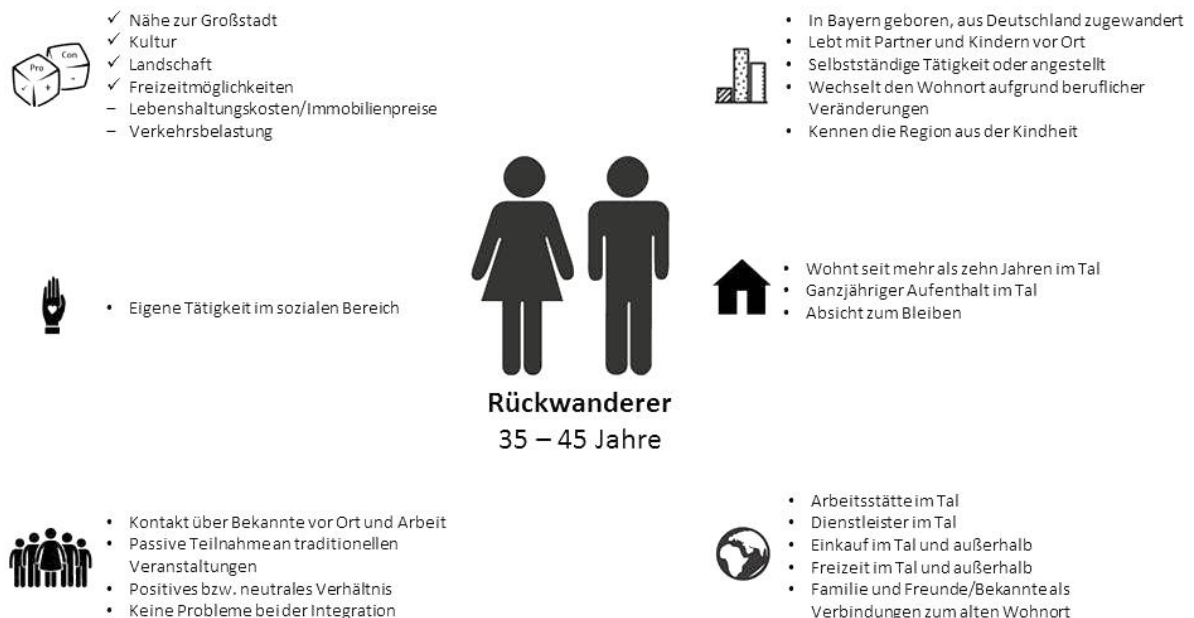 Pro
Con
✓ Nähe zur Großstadt
✓ Kultur
✓ Landschaft
✓ Freizeitmöglichkeiten
– Lebenshaltungskosten/Immobilienpreise
– Verkehrsbelastung
• In Bayern geboren, aus Deutschland zugewandert
• Lebt mit Partner und Kindern vor Ort
• Selbstständige Tätigkeit oder angestellt
• Wechselt den Wohnort aufgrund beruflicher
Veränderungen
• Kennen die Region aus der Kindheit
• Eigene Tätigkeit im sozialen Bereich
• Wohnt seit mehr als zehn Jahren im Tal
• Ganzjähriger Aufenthalt im Tal
• Absicht zum Bleiben
Rückwanderer
35 – 45 Jahre
• Kontakt über Bekannte vor Ort und Arbeit
• Passive Teilnahme an traditionellen
Veranstaltungen
• Positives bzw. neutrales Verhältnis
• Keine Probleme bei der Integration
• Arbeitsstätte im Tal
• Dienstleister im Tal
• Einkauf im Tal und außerhalb
• Freizeit im Tal und außerhalb
• Familie und Freunde/Bekannte als
Verbindungen zum alten Wohnort